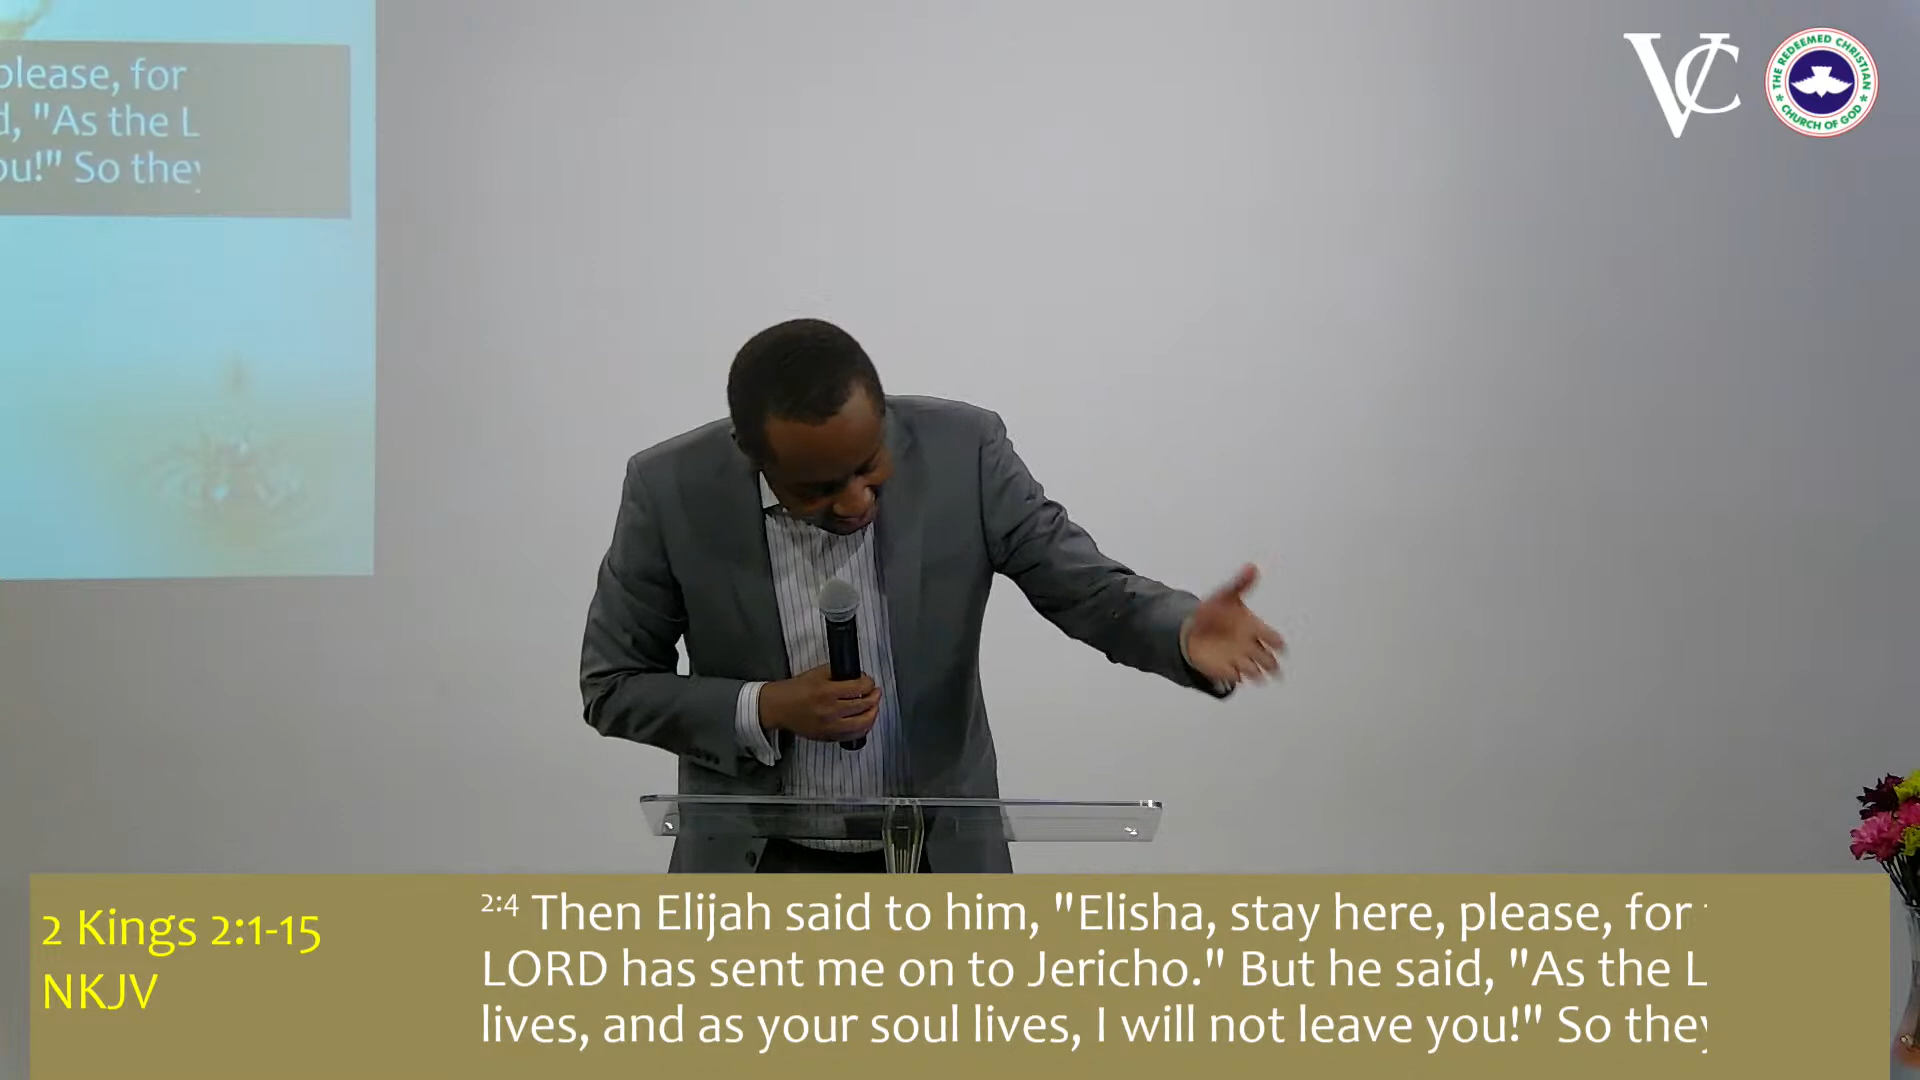 please, for
"As the L
ou!" So they
VC
THE REDEEMED CHRISTIAN
CHURCH OF GOD
2 Kings 2:1-15
NKJV
2:4 Then Elijah said to him, "Elisha, stay here, please, for
LORD has sent me on to Jericho." But he said, "As the L
lives, and as your soul lives, I will not leave you!" So they